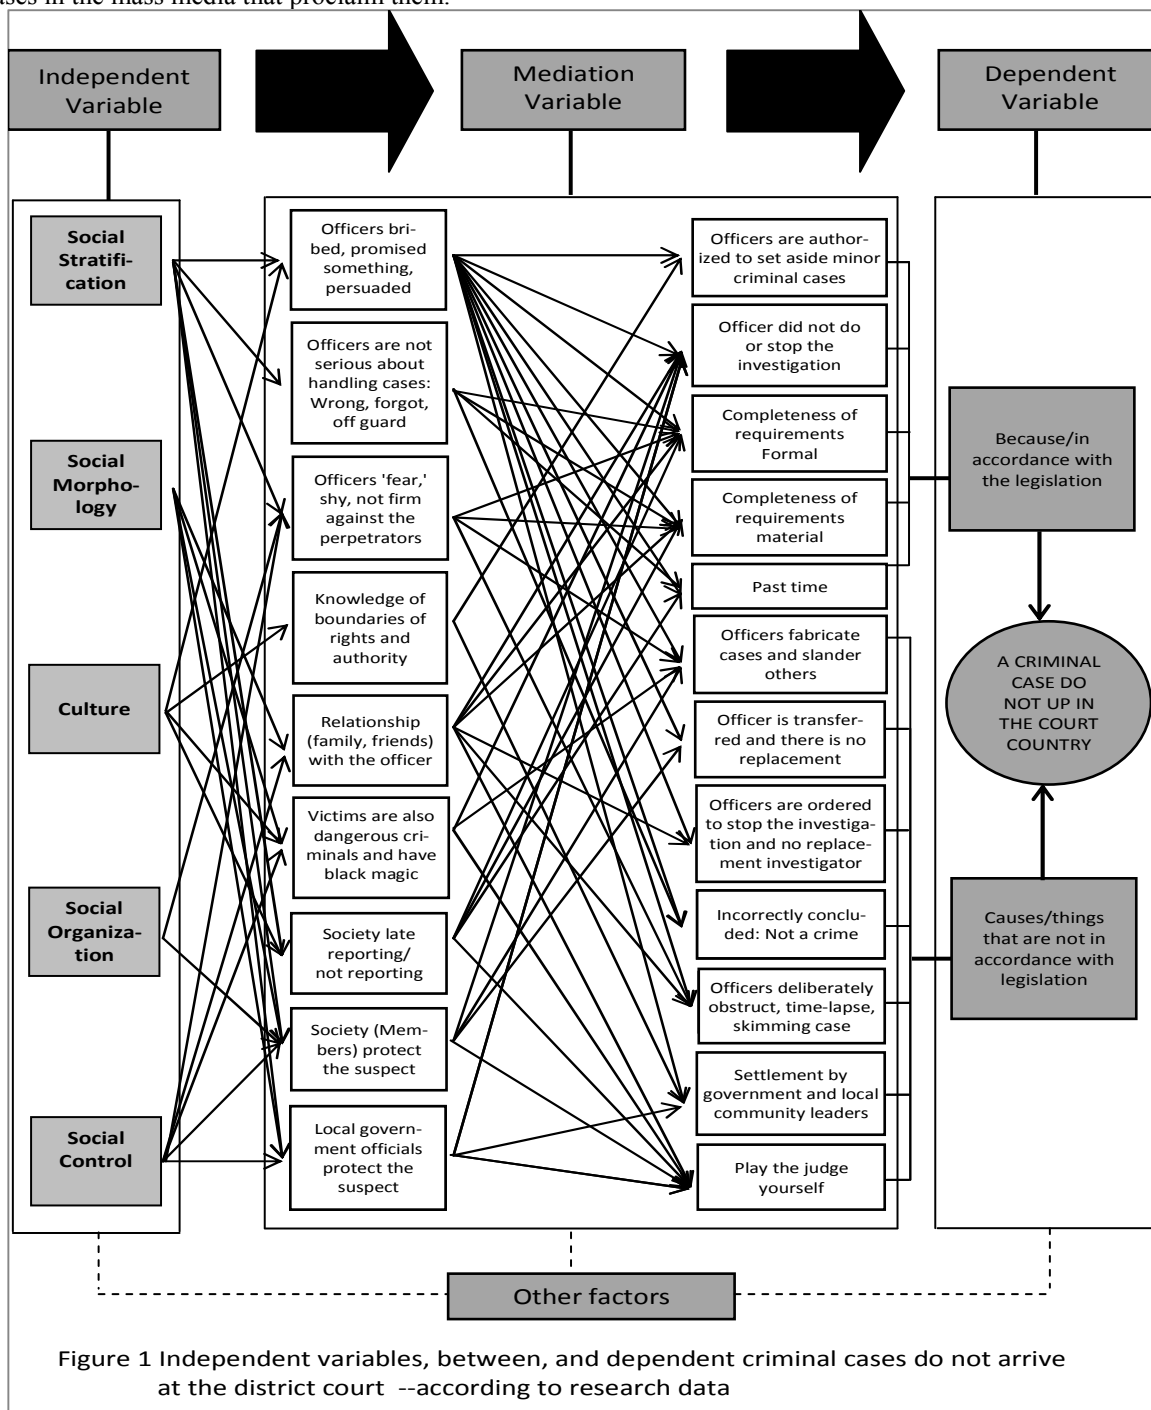 ases in the mass media that proclaim them.
Independent
Variable
Mediation
Variable
Dependent
Variable
Social
Stratifi-
cation
Social
Morpho-
logy
Culture
Social
Organiza-
tion
Social
Control
Officers bri-
bed, promised
something,
persuaded
Officers are not
serious about
handling cases:
Wrong, forgot,
off guard
Officers 'fear,'
shy, not firm
against the
perpetrators
Knowledge of
boundaries of
rights and
authority
Relationship
(family, friends)
with the officer
Victims are also
dangerous cri-
minals and have
black magic
Society late
reporting/
not reporting
Society (Mem-
bers) protect
the suspect
Local govern-
ment officials
protect the
suspect
Officers are author-
ized to set aside minor
criminal cases
Officer did not do
or stop the
investigation
Completeness of
requirements
Formal
Completeness of
requirements
material
Past time
Officers fabricate
cases and slander
others
Officer is transfer-
red and there is no
replacement
Officers are ordered
to stop the investiga-
tion and no replace-
ment investigator
Incorrectly conclu-
ded: Not a crime
Officers deliberately
obstruct, time-lapse,
skimming case
Settlement by
government and local
community leaders
Play the judge
yourself
Because/in
accordance with
the legislation
A CRIMINAL
CASE DO
NOT UP IN
THE COURT
COUNTRY
Causes/things
that are not in
accordance with
legislation
Other factors
Figure 1 Independent variables, between, and dependent criminal cases do not arrive
at the district court --according to research data